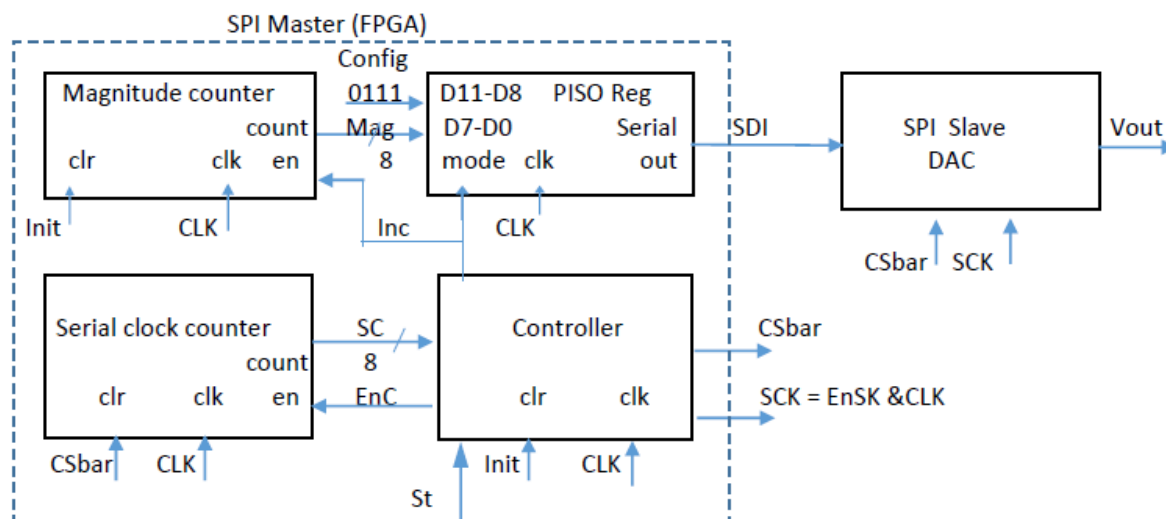 SPI Master (FPGA)
Config
Magnitude counter
0111
D11-D8 PISO Reg
count
Mag
D7-D0
Serial
SDI
SPI Slave
Vout
clr
clk
en
8
mode
clk
out
DAC
Init
CLK
Inc
CLK
CSbar
SCK
Serial clock counter
SC
Controller
CSbar
count
8
clr
clk
en
EnC
clr
clk
SCK = EnSK &CLK
CSbar
CLK
Init
CLK
St